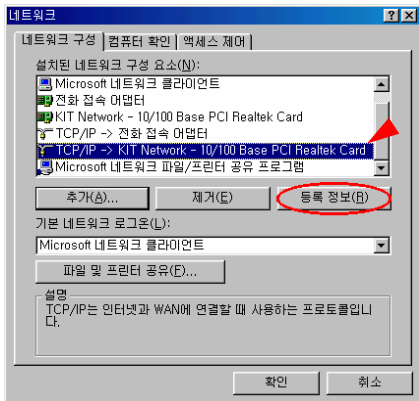 네트워크
네트워크 구성 컴퓨터 확인 액세스 제어
설치된 네트워크 구성 요소(N):
Microsoft 네트워크 클라이언트
전화 접속 어댑터
KIT Network - 10/100 Base PCI Realtek Card
TCP/IP -> 전화 접속 어댑터
TCP/IP -> KIT Network - 10/100 Base PCI Realtek Card
Microsoft 네트워크 파일/프린터 공유 프로그램
추가(A)... 제거(E) 등록 정보(R)
기본 네트워크 로그온(L):
Microsoft 네트워크 클라이언트
파일 및 프린터 공유(F)...
설명
TCP/IP는 인터넷과 WAN에 연결할 때 사용하는 프로토콜입니
다.
확인 취소